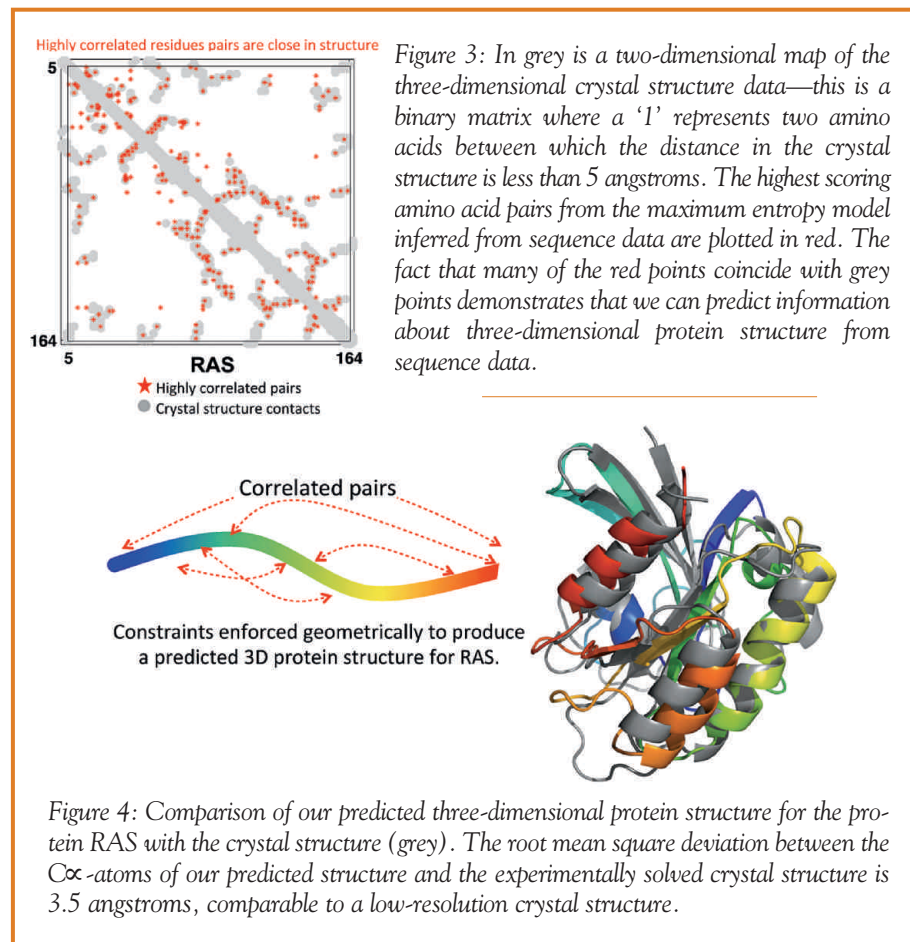 Highly correlated residues pairs are close in structure
5
164
5
164
RAS
★ Highly correlated pairs
● Crystal structure contacts
Figure 3: In grey is a two-dimensional map of the
three-dimensional crystal structure data—this is a
binary matrix where a ‘1’ represents two amino
acids between which the distance in the crystal
structure is less than 5 angstroms. The highest scoring
amino acid pairs from the maximum entropy model
inferred from sequence data are plotted in red. The
fact that many of the red points coincide with grey
points demonstrates that we can predict information
about three-dimensional protein structure from
sequence data.
Correlated pairs
Constraints enforced geometrically to produce
a predicted 3D protein structure for RAS.
Figure 4: Comparison of our predicted three-dimensional protein structure for the pro-
tein RAS with the crystal structure (grey). The root mean square deviation between the
C∝-atoms of our predicted structure and the experimentally solved crystal structure is
3.5 angstroms, comparable to a low-resolution crystal structure.